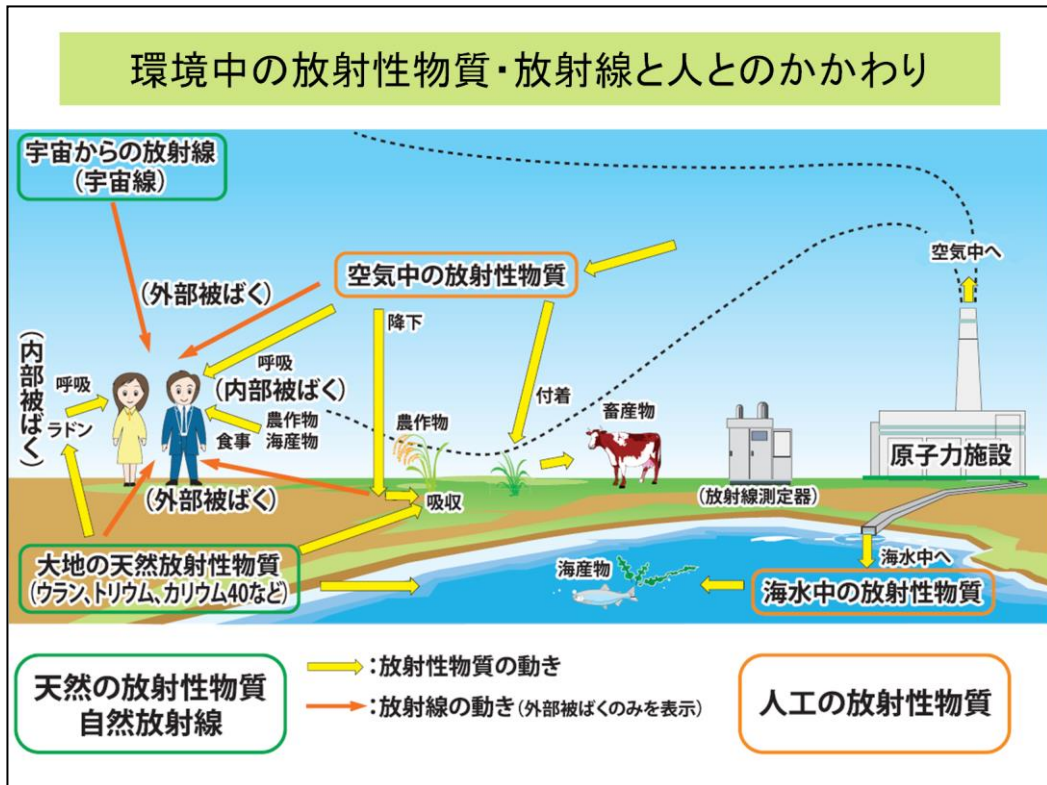 環境中の放射性物質・放射線と人とのかかわり
宇宙からの放射線
(宇宙線)
空気中へ
空気中の放射性物質
(外部被ばく)
降下
(内部被ばく)
呼吸
呼吸
(内部被ばく)
付着
ラドン
食事
農作物
海産物
農作物
畜産物
原子力施設
(外部被ばく)
吸収
(放射線測定器)
大地の天然放射性物質
(ウラン、トリウム、カリウム40など)
海産物
海水中へ
海水中の放射性物質
天然の放射性物質
自然放射線
:放射性物質の動き
:放射線の動き(外部被ばくのみを表示)
人工の放射性物質